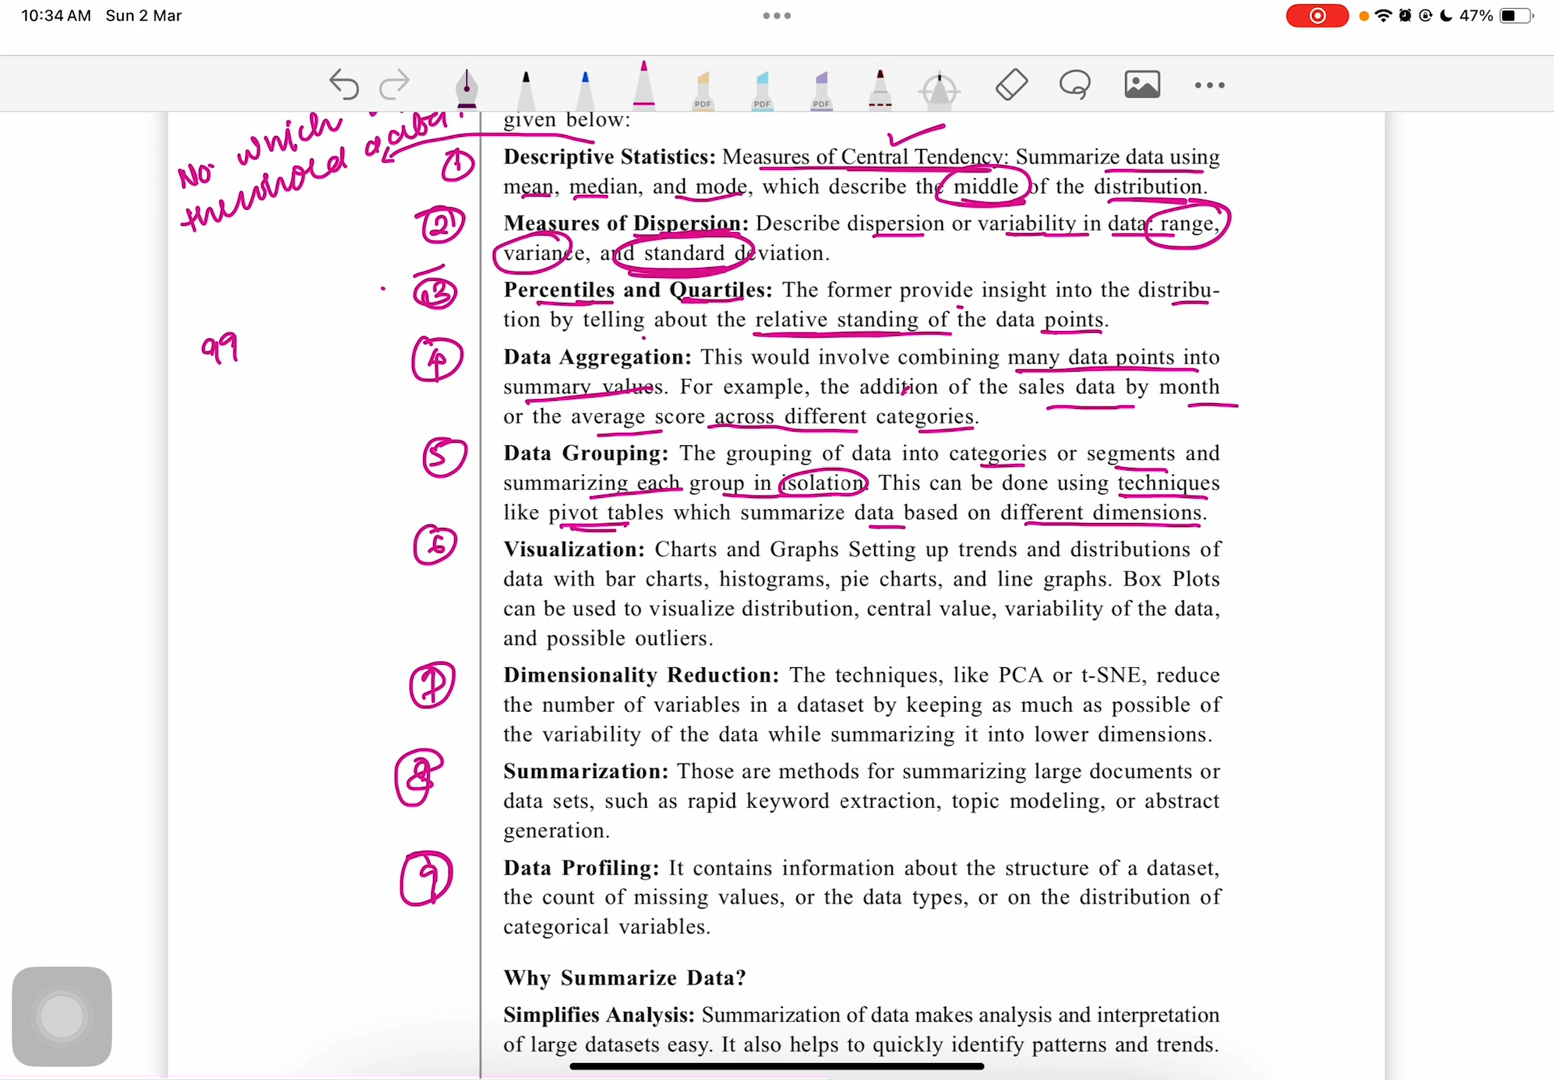 10:34 AM Sun 2 Mar
47%
PDF PDF PDF
No. which
threshold
given below:
1 Descriptive Statistics: Measures of Central Tendency: Summarize data using
mean, median, and mode, which describe the middle of the distribution.
2 Measures of Dispersion: Describe dispersion or variability in data: range,
variance, and standard deviation.
3 Percentiles and Quartiles: The former provide insight into the distribu-
tion by telling about the relative standing of the data points.
99
4 Data Aggregation: This would involve combining many data points into
summary values. For example, the addition of the sales data by month
or the average score across different categories.
5 Data Grouping: The grouping of data into categories or segments and
summarizing each group in isolation. This can be done using techniques
like pivot tables which summarize data based on different dimensions.
6 Visualization: Charts and Graphs Setting up trends and distributions of
data with bar charts, histograms, pie charts, and line graphs. Box Plots
can be used to visualize distribution, central value, variability of the data,
and possible outliers.
7 Dimensionality Reduction: The techniques, like PCA or t-SNE, reduce
the number of variables in a dataset by keeping as much as possible of
the variability of the data while summarizing it into lower dimensions.
8 Summarization: Those are methods for summarizing large documents or
data sets, such as rapid keyword extraction, topic modeling, or abstract
generation.
9 Data Profiling: It contains information about the structure of a dataset,
the count of missing values, or the data types, or on the distribution of
categorical variables.
Why Summarize Data?
Simplifies Analysis: Summarization of data makes analysis and interpretation
of large datasets easy. It also helps to quickly identify patterns and trends.